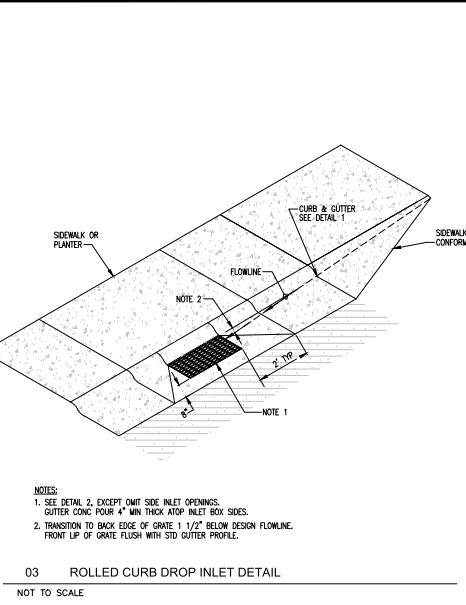 CURB & GUTTER
SEE DETAIL 1
SIDEWALK OR
PLANTER
SIDEWALK
CONFORM
FLOWLINE
NOTE 2
2' TYP
8"
NOTE 1
NOTES:
1. SEE DETAIL 2, EXCEPT OMIT SIDE INLET OPENINGS.
GUTTER CONC POUR 4" MIN THICK ATOP INLET BOX SIDES.
2. TRANSITION TO BACK EDGE OF GRATE 1 1/2" BELOW DESIGN FLOWLINE.
FRONT LIP OF GRATE FLUSH WITH STD GUTTER PROFILE.
03 ROLLED CURB DROP INLET DETAIL
NOT TO SCALE